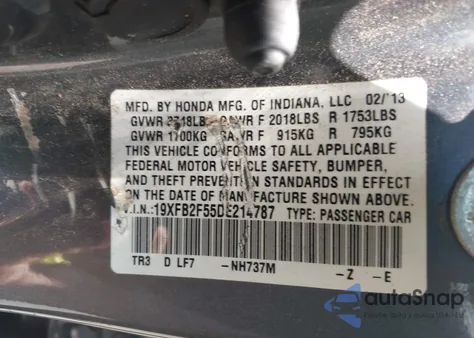 MFD. BY HONDA MFG. OF INDIANA, LLC 02/13
GVWR 3718LBS GAWR F 2018LBS R 1753LBS
GVWR 1700KG GAWR F 915KG R 795KG
THIS VEHICLE CONFORMS TO ALL APPLICABLE
FEDERAL MOTOR VEHICLE SAFETY, BUMPER,
AND THEFT PREVENTION STANDARDS IN EFFECT
ON THE DATE OF MANUFACTURE SHOWN ABOVE.
V.I.N.:19XFB2F55DE214787 TYPE: PASSENGER CAR
TR3 D LF7 -NH737M -Z -E
autoSnap